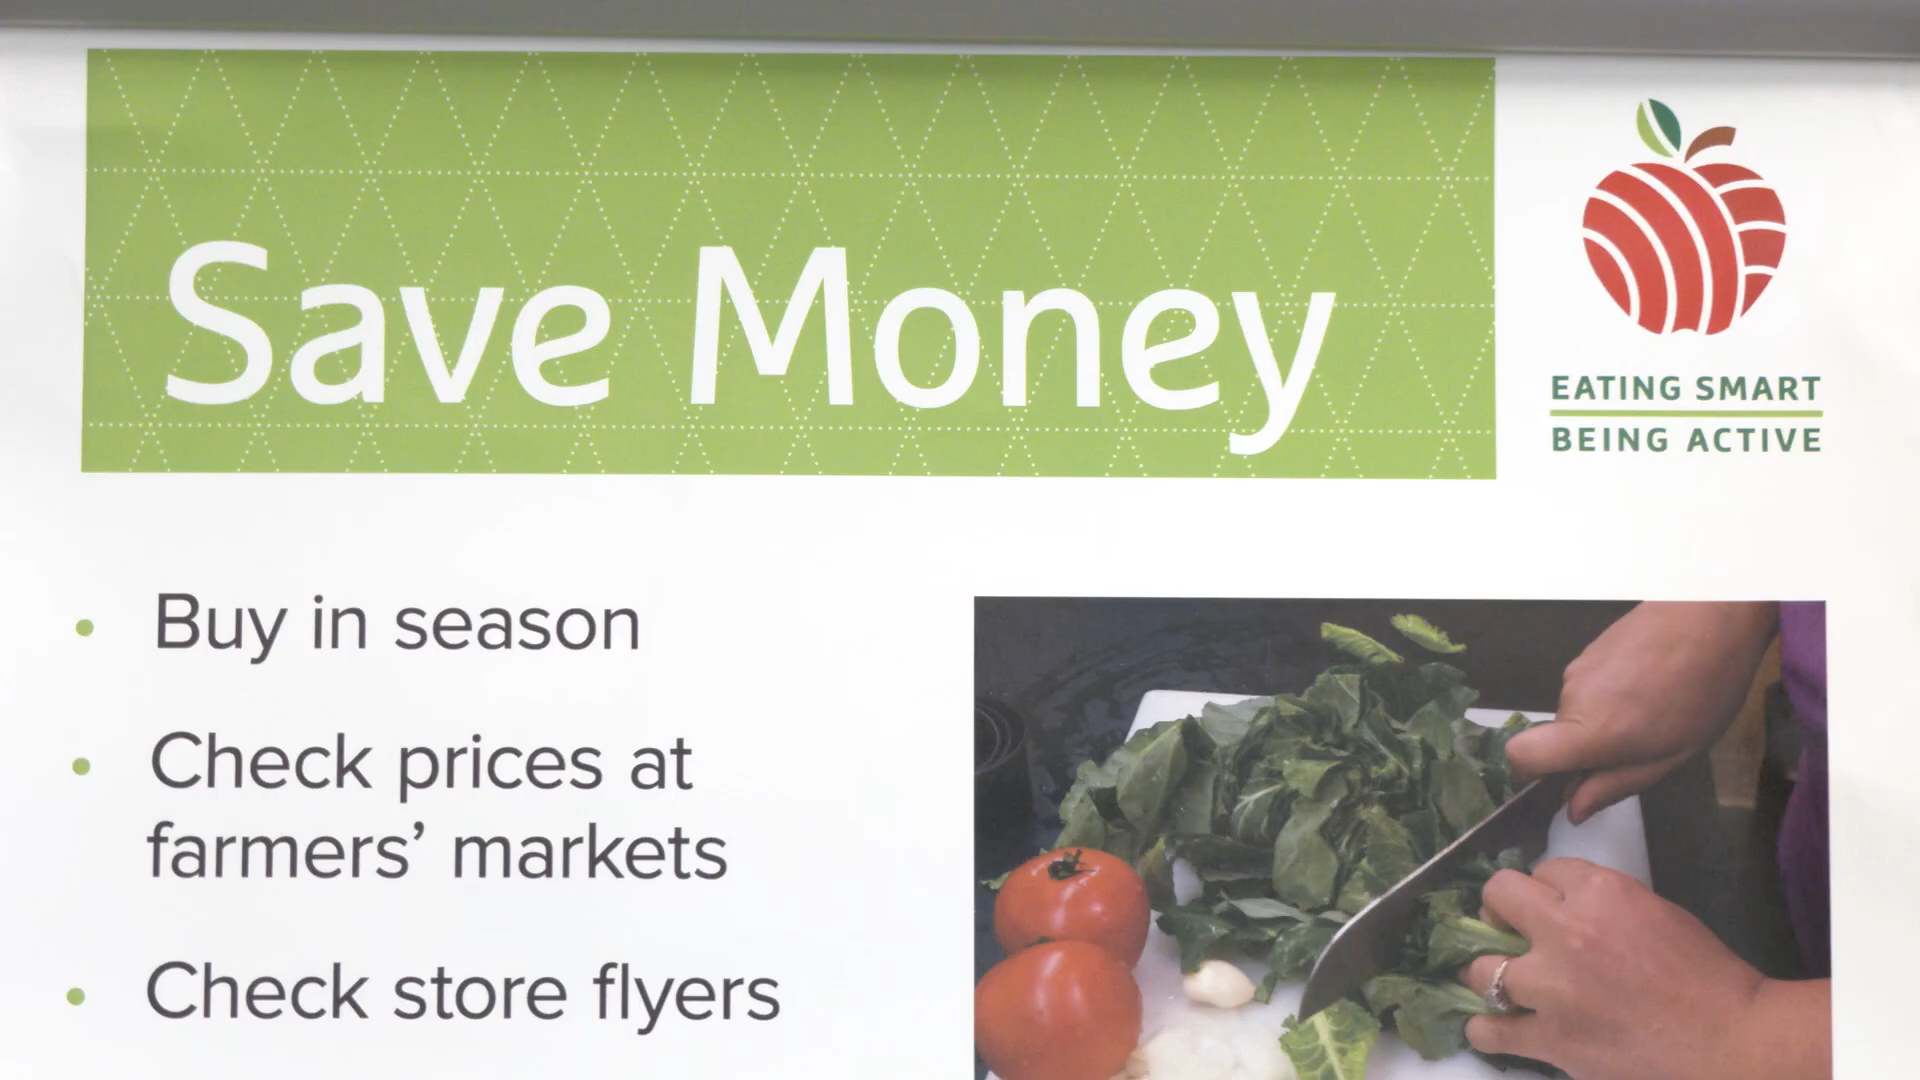 Save Money
EATING SMART
BEING ACTIVE
Buy in season
Check prices at
farmers’ markets
Check store flyers